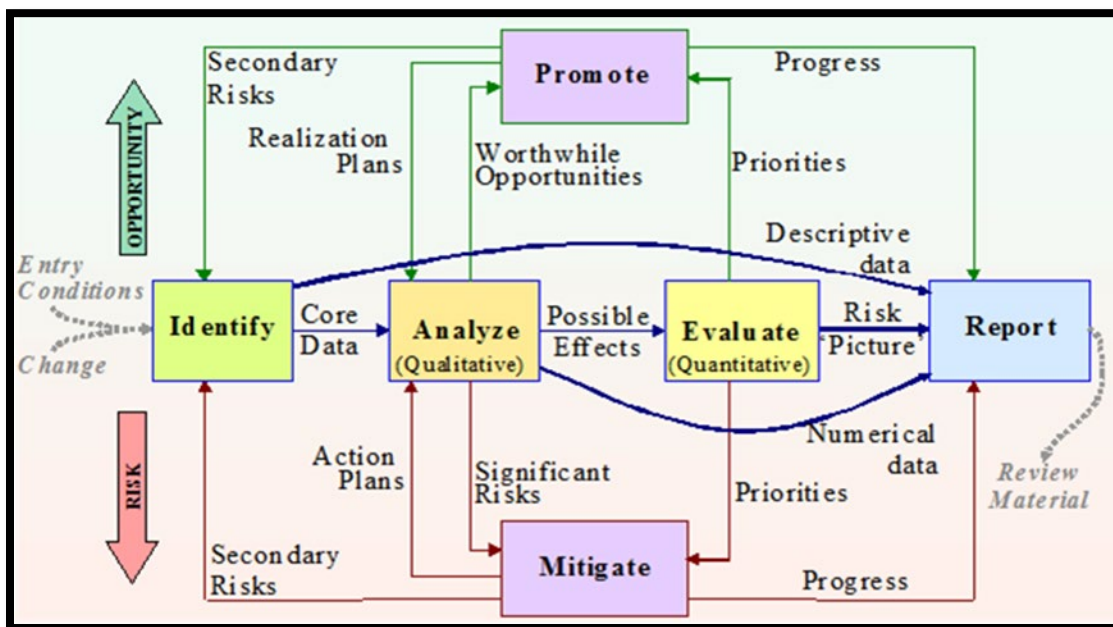 Promote
Secondary
Risks
Progress
OPPORTUNITY
Realization
Plans
Worthwhile
Opportunities
Priorities
Descriptive
data
Entry
Conditions
Change
Identify
Core
Data
Analyze
(Qualitative)
Possible
Effects
Evaluate
(Quantitative)
Risk
'Picture'
Report
RISK
Action
Plans
Significant
Risks
Priorities
Numerical
data
Review
Material
Secondary
Risks
Mitigate
Progress